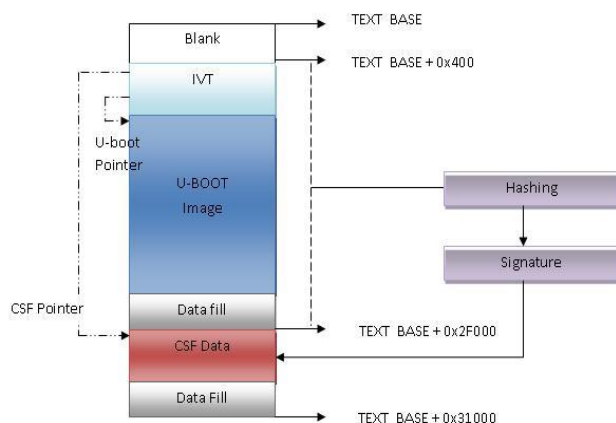 TEXT BASE
Blank
TEXT BASE + 0x400
IVT
U-boot
Pointer
U-BOOT
Image
Hashing
Signature
Data fill
CSF Pointer
TEXT BASE + 0x2F000
CSF Data
Data Fill
TEXT BASE + 0x31000